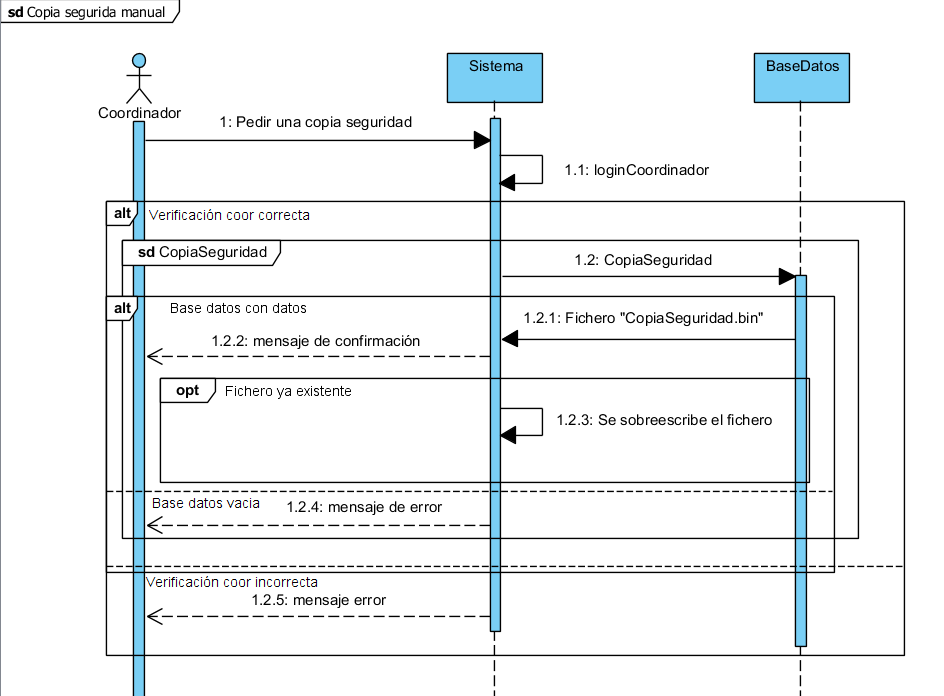 sd Copia segurida manual
Coordinador
Sistema
BaseDatos
1: Pedir una copia seguridad
1.1: loginCoordinador
alt Verificación coor correcta
sd CopiaSeguridad
1.2: CopiaSeguridad
alt Base datos con datos
1.2.1: Fichero "CopiaSeguridad.bin"
1.2.2: mensaje de confirmación
opt Fichero ya existente
1.2.3: Se sobreescribe el fichero
Base datos vacia
1.2.4: mensaje de error
Verificación coor incorrecta
1.2.5: mensaje error